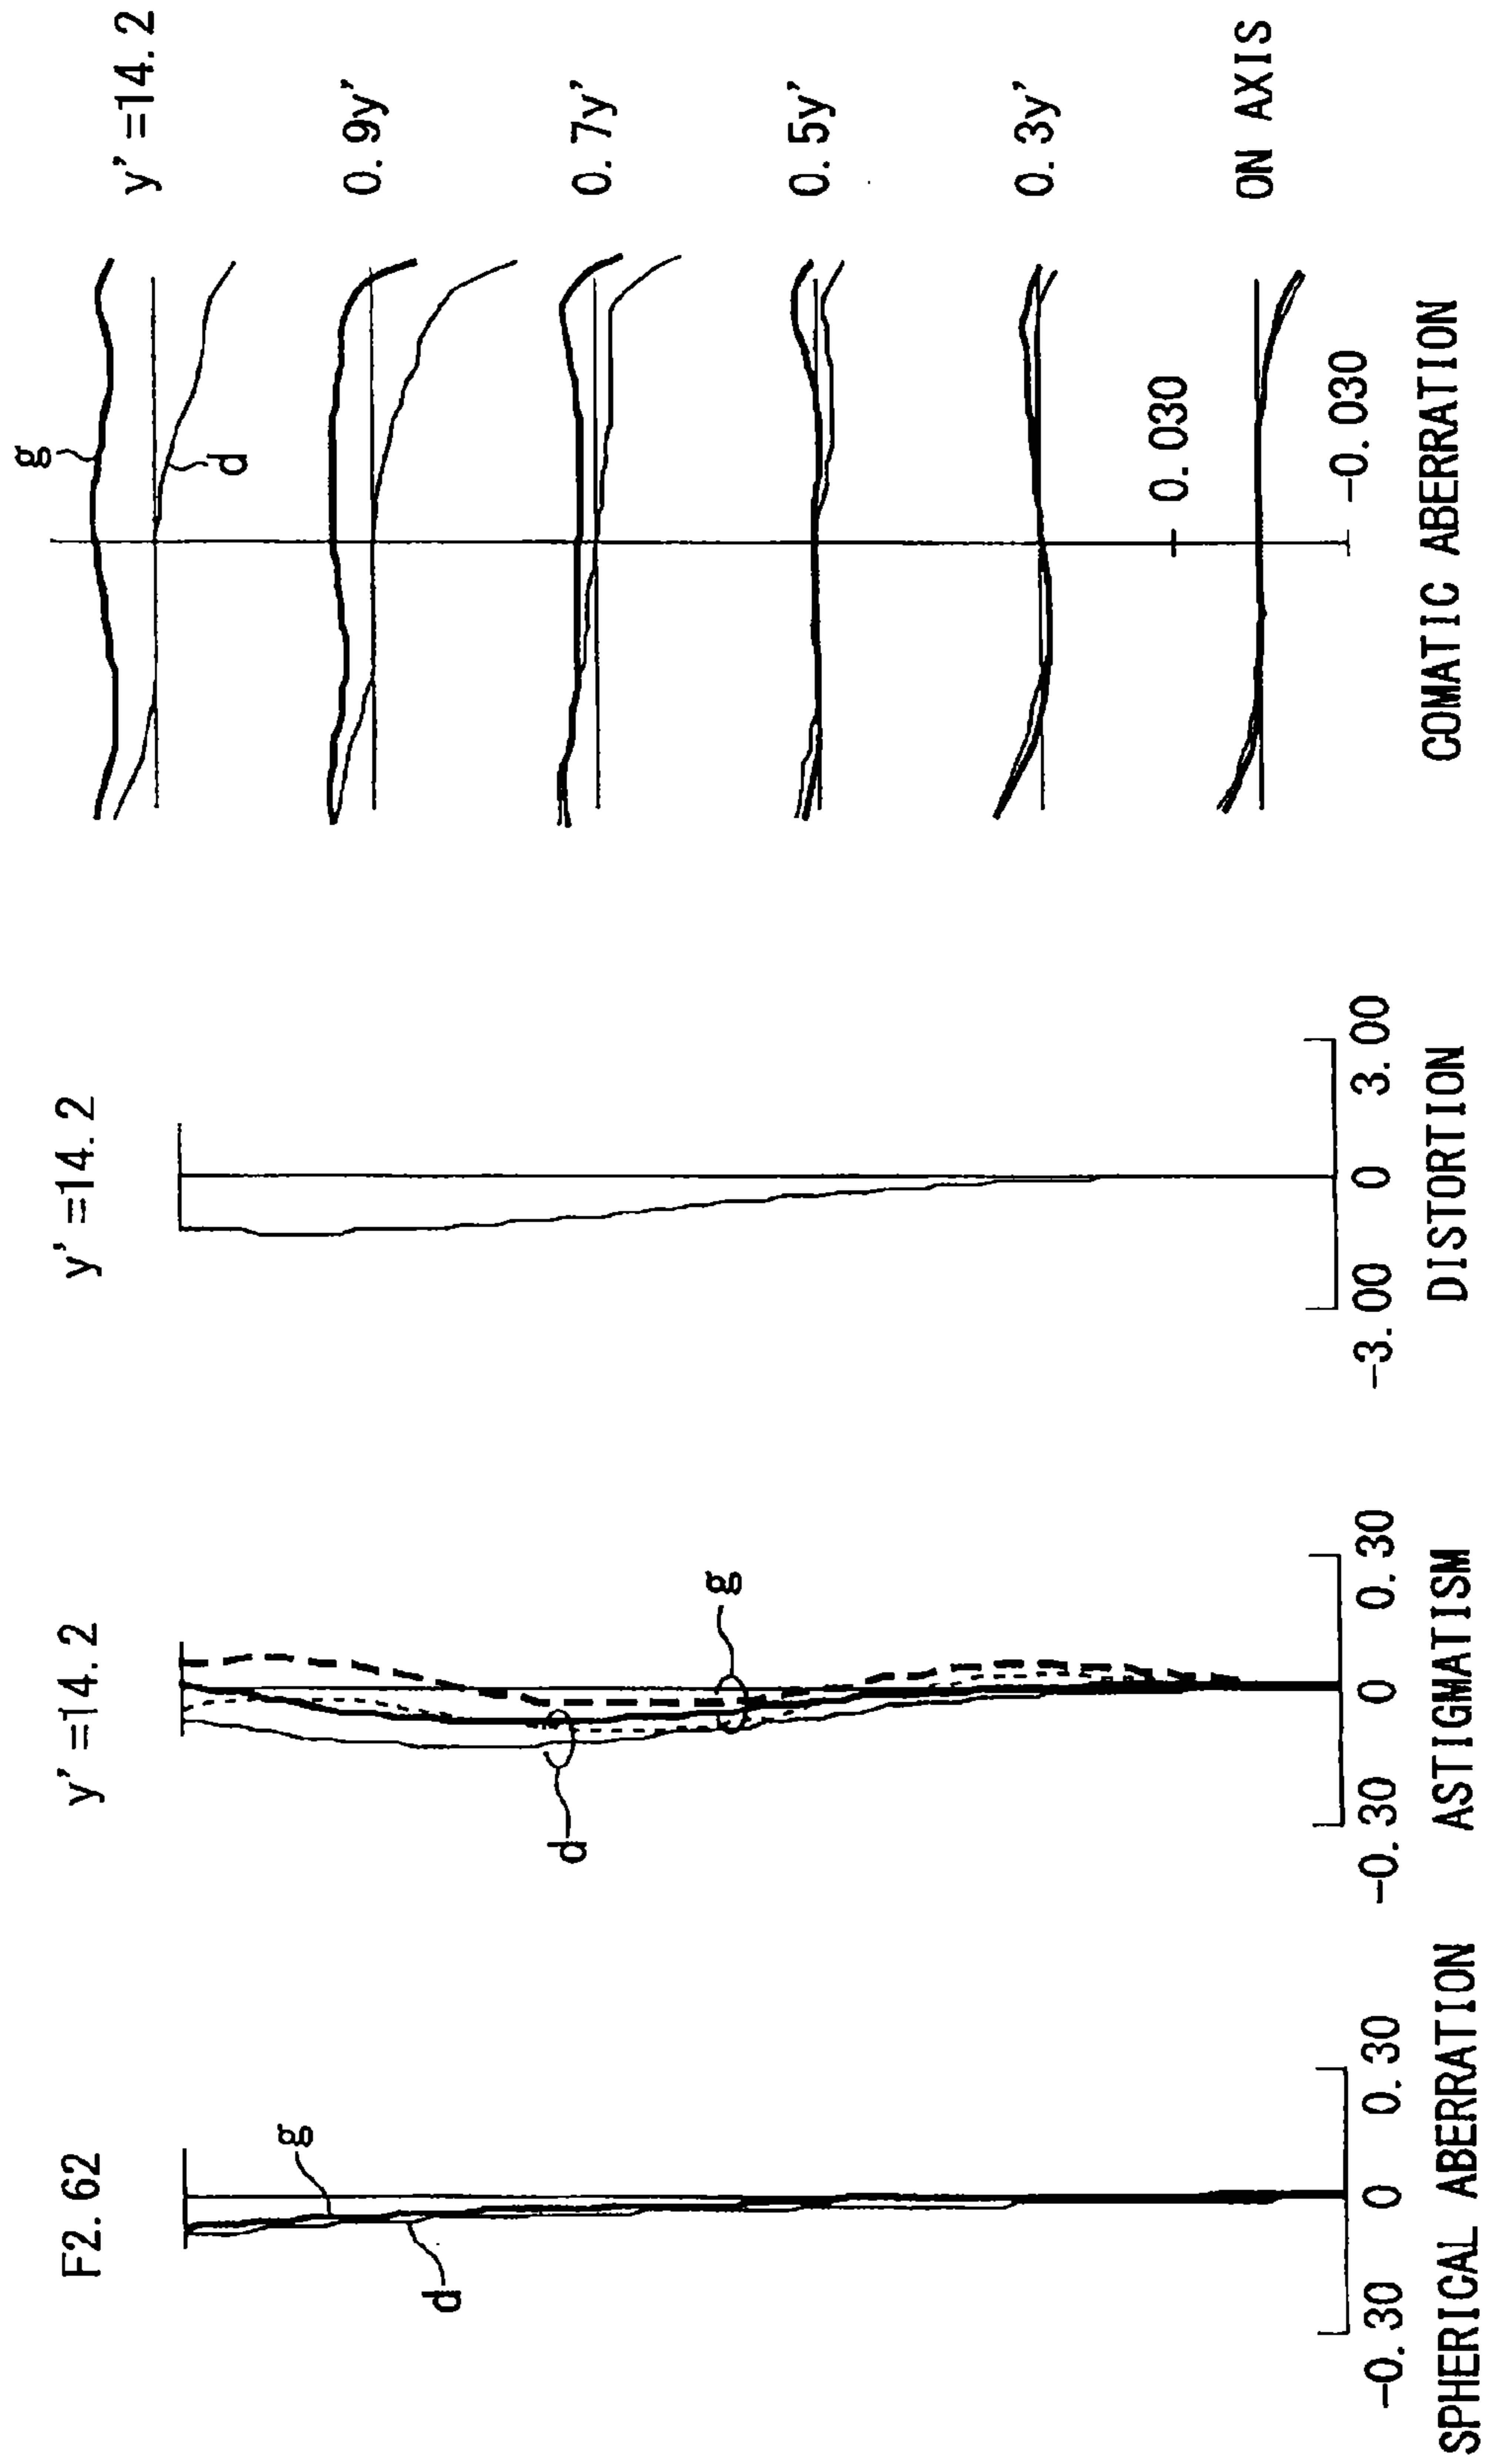 F2. 62
g
d
-0. 30
0
0. 30
SPHERICAL ABERRATION
y' =14. 2
d
g
-0. 30
0
0. 30
ASTIGMATISM
y' =14. 2
-3. 00
0
3. 00
DISTORTION
g
d
y' =14. 2
0. 9y'
0. 7y'
0. 5y'
0. 3y'
0. 030
ON AXIS
-0. 030
COMATIC ABERRATION